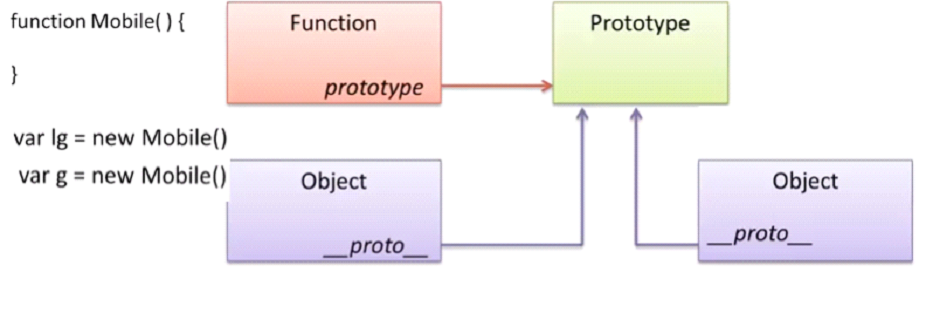 function Mobile( ) {
}
var lg = new Mobile()
var g = new Mobile()
Function
prototype
Prototype
Object
__proto__
Object
__proto__